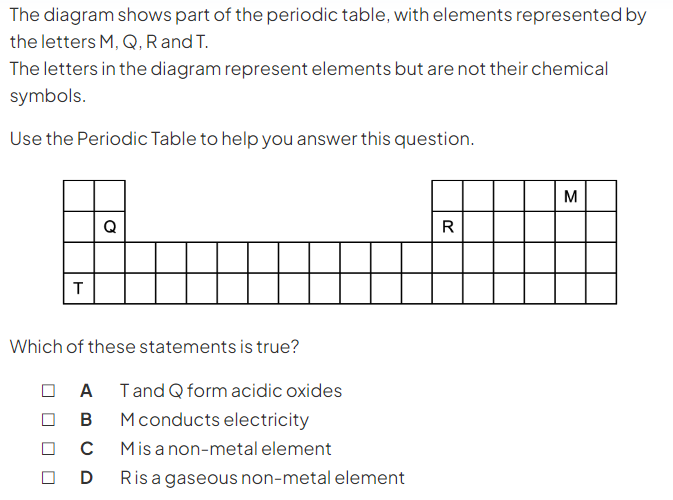 The diagram shows part of the periodic table, with elements represented by
the letters M, Q, R and T.
The letters in the diagram represent elements but are not their chemical
symbols.
Use the Periodic Table to help you answer this question.
M
Q R
T
Which of these statements is true?
A T and Q form acidic oxides
B M conducts electricity
C M is a non-metal element
D R is a gaseous non-metal element